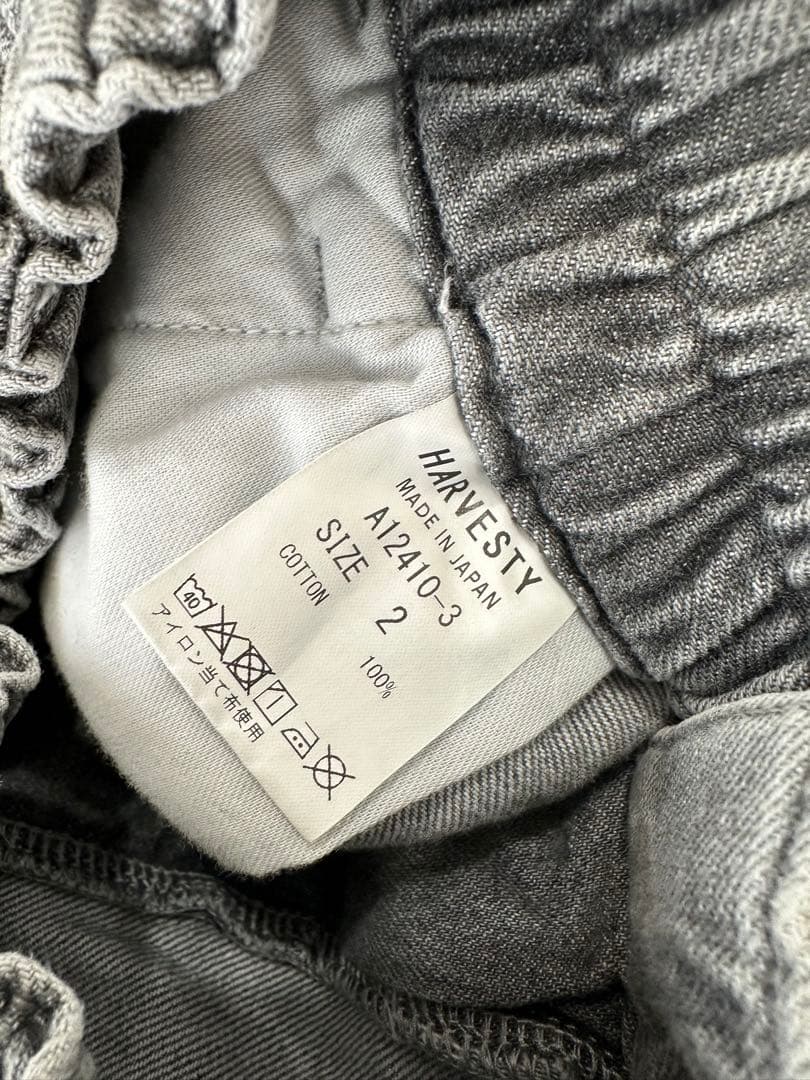 HARVESTY
MADE IN JAPAN
A12410-3
SIZE 2
COTTON 100%
40
アイロン当て布使用